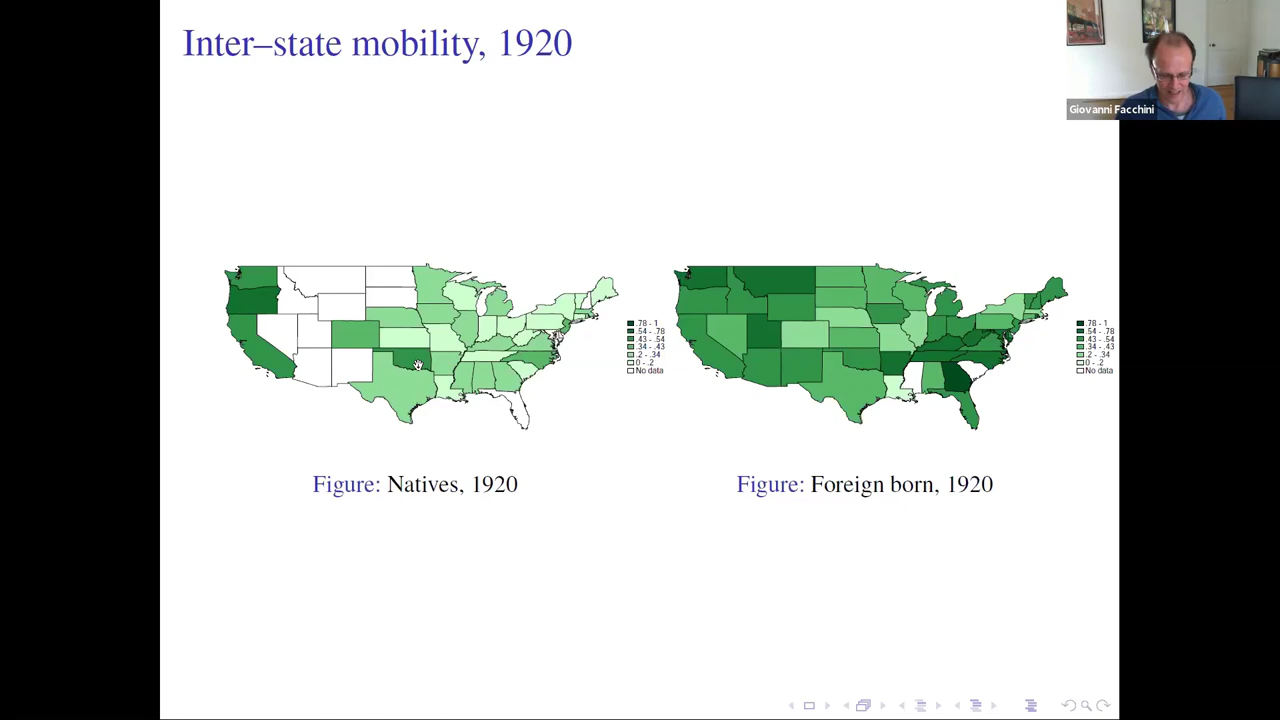 Inter–state mobility, 1920
Giovanni Facchini
.78 - 1
.54 - .78
.43 - .54
.34 - .43
.2 - .34
0 - .2
No data
.78 - 1
.54 - .78
.43 - .54
.34 - .43
.2 - .34
0 - .2
No data
Figure: Natives, 1920
Figure: Foreign born, 1920